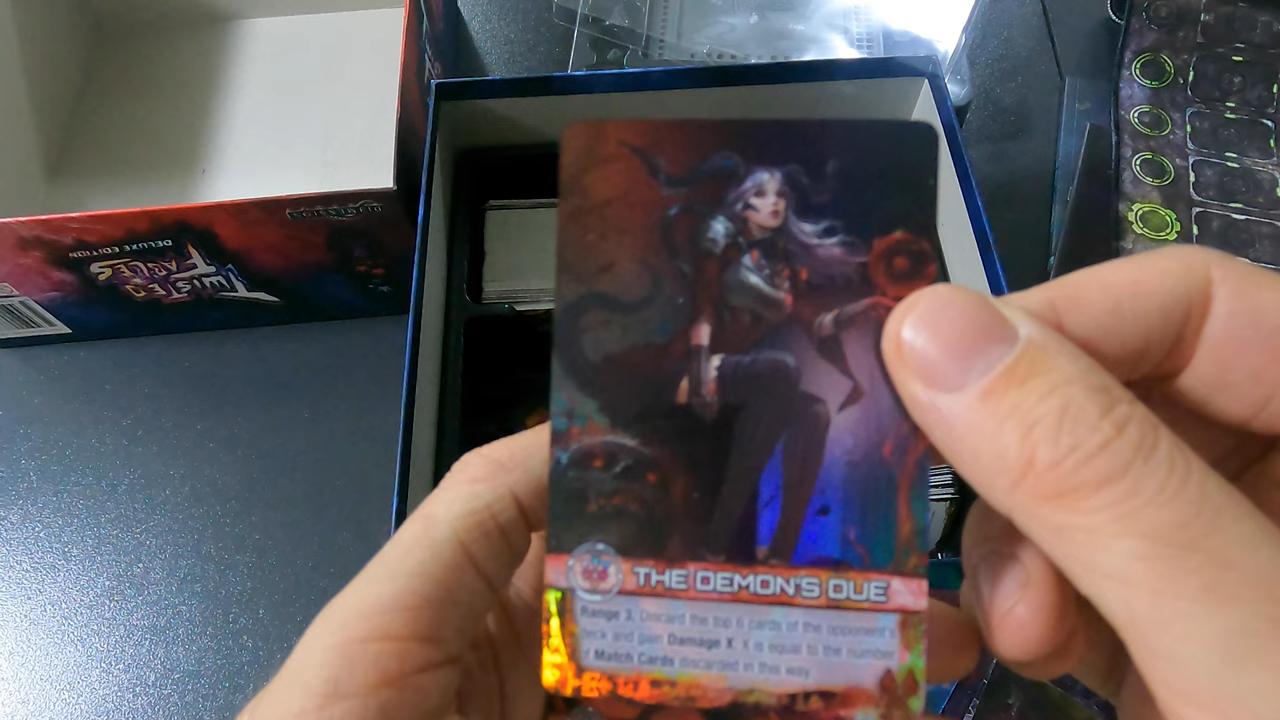 DELUXE EDITION
TWISTED
FABLES
THE DEMON'S DUE
Range 3. Discard the top 6 cards of the opponent's
deck and gain Damage X. X is equal to the number
of Match Cards discarded in this way.